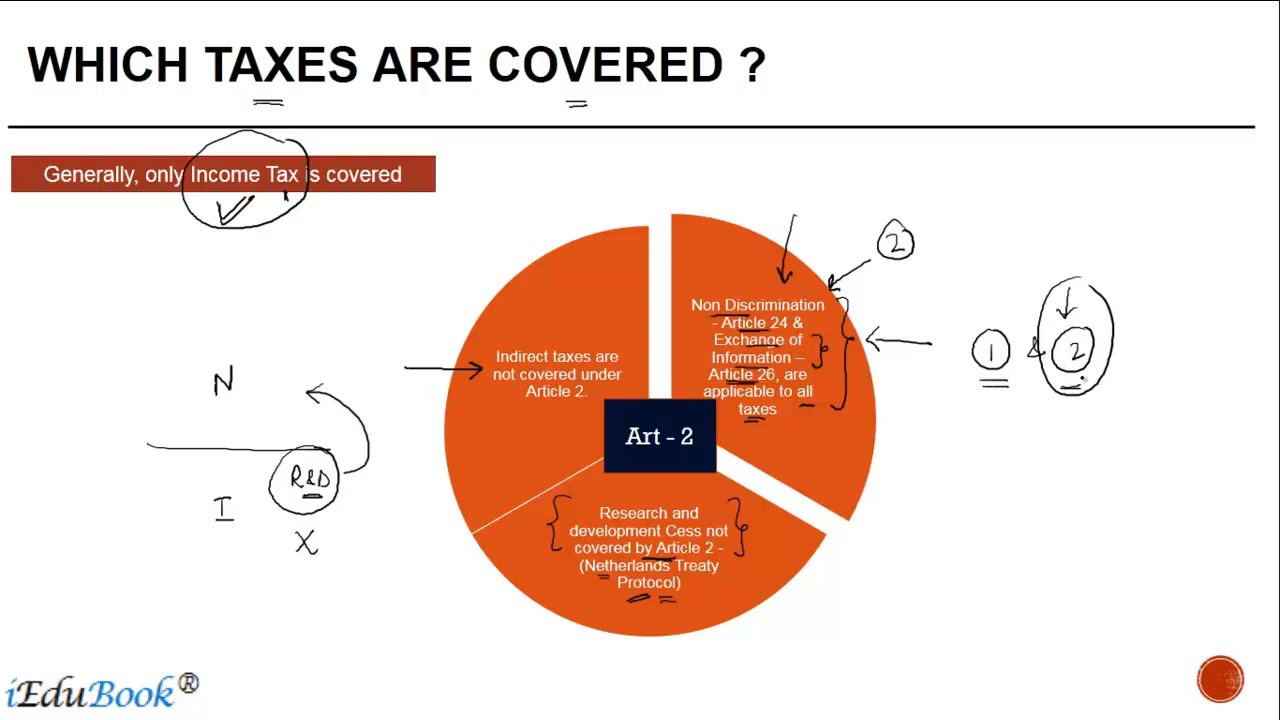 WHICH TAXES ARE COVERED ?
Generally, only Income Tax is covered
2
Non Discrimination
- Article 24 &
Exchange of
Information –
Article 26, are
applicable to all
taxes
1 & 2
Indirect taxes are
not covered under
Article 2.
N
Art - 2
R&D
I
X
Research and
development Cess not
covered by Article 2 -
(Netherlands Treaty
Protocol)
iEduBook®